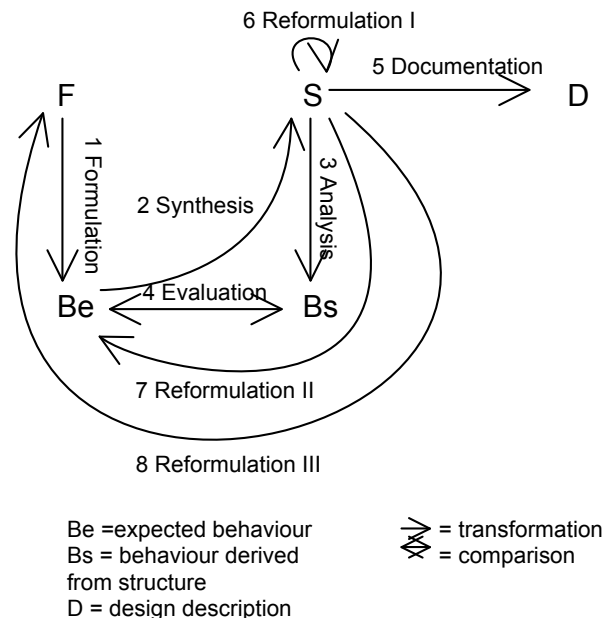 6 Reformulation I
5 Documentation
F
S
D
1 Formulation
2 Synthesis
3 Analysis
4 Evaluation
Be
Bs
7 Reformulation II
8 Reformulation III
Be =expected behaviour
Bs = behaviour derived
from structure
D = design description
= transformation
= comparison